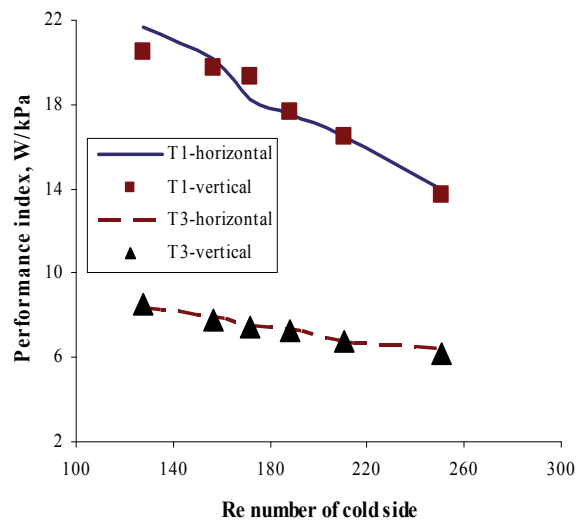 22
18
14
10
6
2
Performance index, W/kPa
T1-horizontal
T1-vertical
T3-horizontal
T3-vertical
100 140 180 220 260 300
Re number of cold side